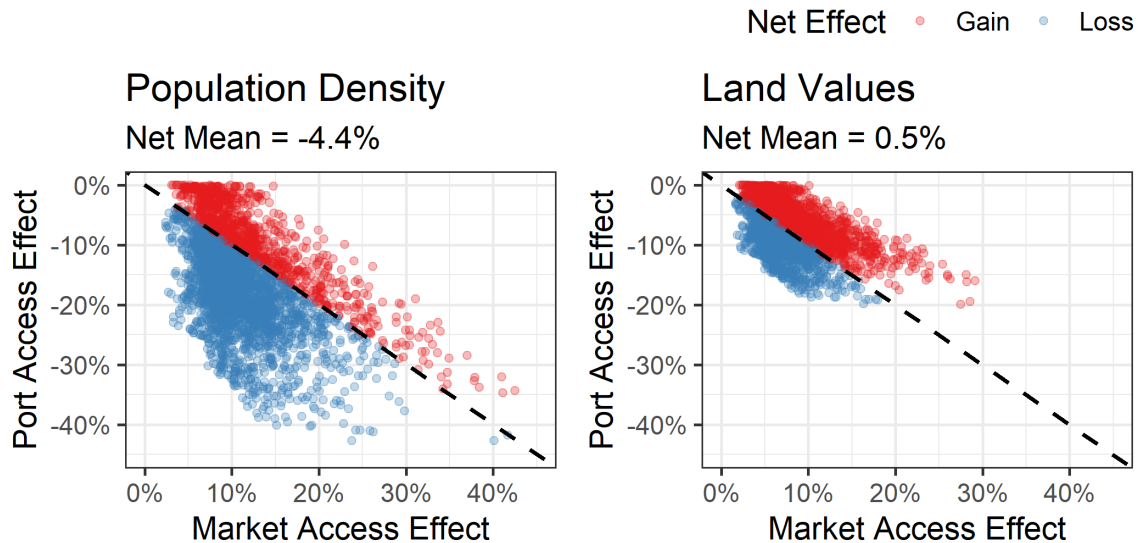 Net Effect Gain Loss
Population Density
Net Mean = -4.4%
Port Access Effect
0%
-10%
-20%
-30%
-40%
0% 10% 20% 30% 40%
Market Access Effect
Land Values
Net Mean = 0.5%
Port Access Effect
0%
-10%
-20%
-30%
-40%
0% 10% 20% 30% 40%
Market Access Effect